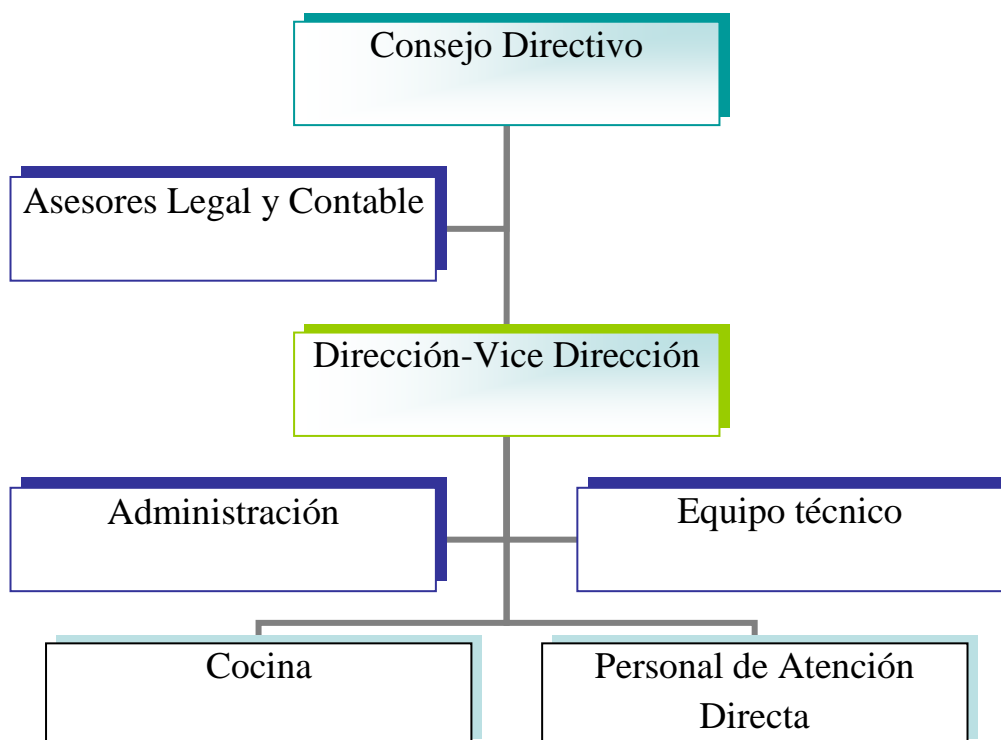 Consejo Directivo
Asesores Legal y Contable
Dirección-Vice Dirección
Administración
Equipo técnico
Cocina
Personal de Atención
Directa